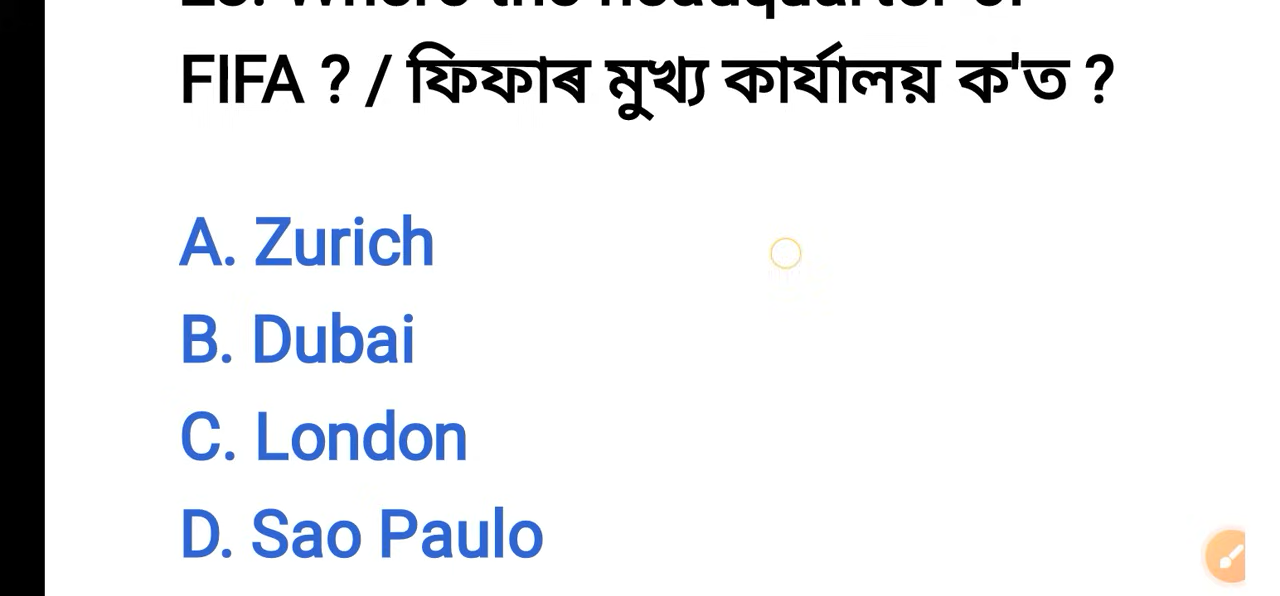 FIFA ? / ফিফাৰ মুখ্য কাৰ্যালয় ক'ত ?
A. Zurich
B. Dubai
C. London
D. Sao Paulo